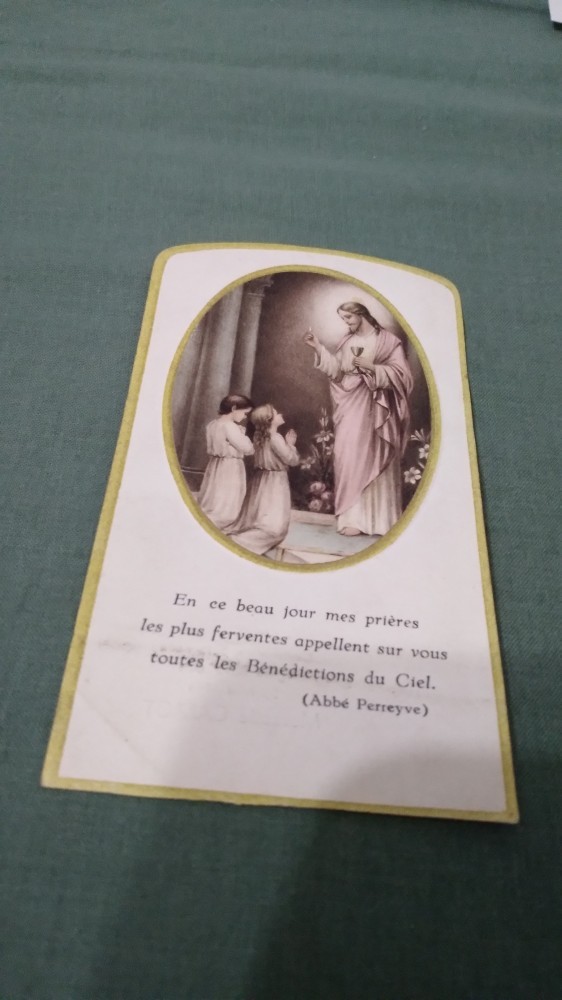 En ce beau jour mes prières
les plus ferventes appellent sur vous
toutes les Bénédictions du Ciel.
(Abbé Perreyve)